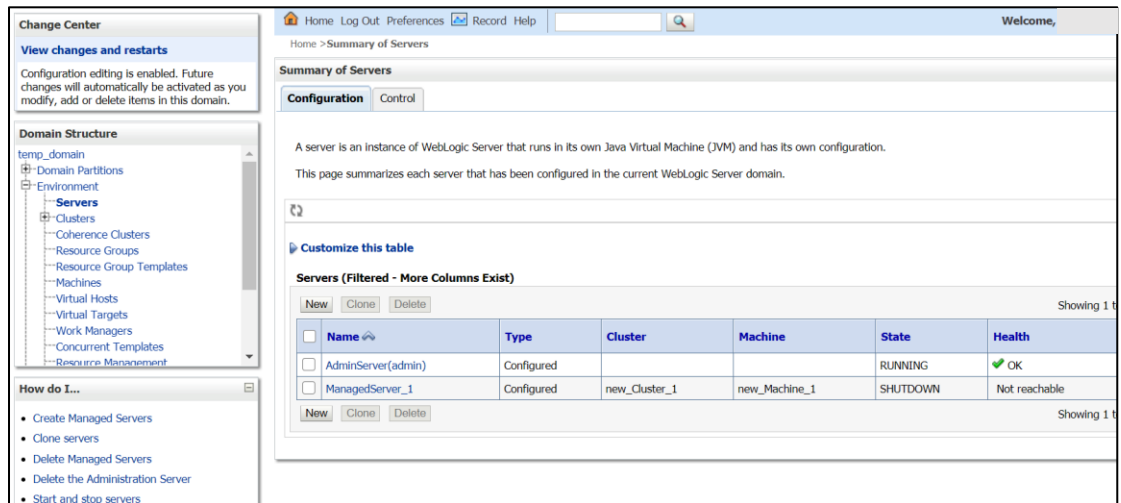 Change Center
View changes and restarts
Configuration editing is enabled. Future
changes will automatically be activated as you
modify, add or delete items in this domain.
Domain Structure
temp_domain
Domain Partitions
Environment
Servers
Clusters
Coherence Clusters
Resource Groups
Resource Group Templates
Machines
Virtual Hosts
Virtual Targets
Work Managers
Concurrent Templates
Resource Management
How do I...
Create Managed Servers
Clone servers
Delete Managed Servers
Delete the Administration Server
Start and stop servers
Home Log Out Preferences Record Help
Welcome,
Home >Summary of Servers
Summary of Servers
Configuration Control
A server is an instance of WebLogic Server that runs in its own Java Virtual Machine (JVM) and has its own configuration.
This page summarizes each server that has been configured in the current WebLogic Server domain.
Customize this table
Servers (Filtered - More Columns Exist)
New Clone Delete Showing 1 t
Name Type Cluster Machine State Health
AdminServer(admin) Configured RUNNING OK
ManagedServer_1 Configured new_Cluster_1 new_Machine_1 SHUTDOWN Not reachable
New Clone Delete Showing 1 t